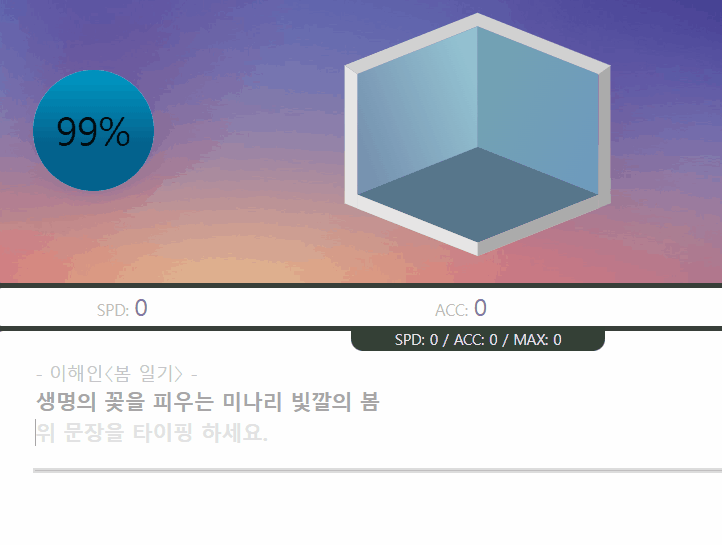 99%
SPD: 0 ACC: 0
SPD: 0 / ACC: 0 / MAX: 0
- 이해인<봄 일기> -
생명의 꽃을 피우는 미나리 빛깔의 봄
위 문장을 타이핑 하세요.